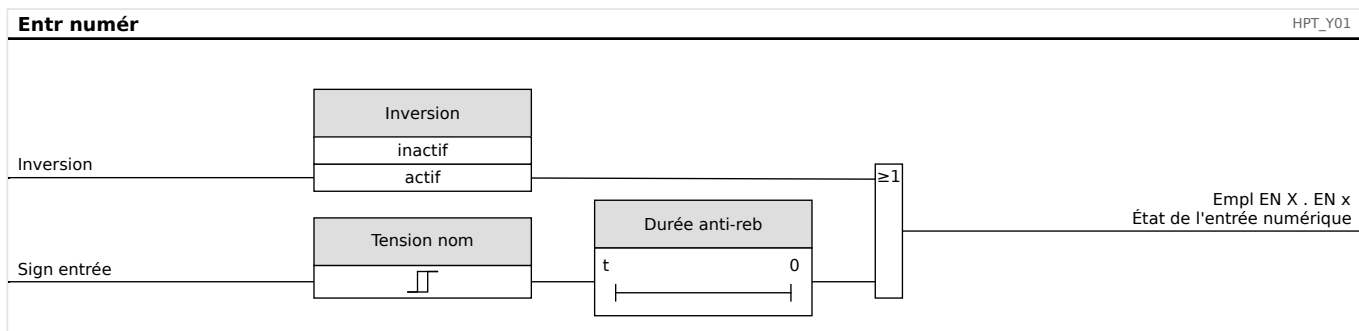 Entr numér
HPT_Y01
Inversion
inactif
Inversion
actif
≥1
Empl EN X . EN x
État de l'entrée numérique
Durée anti-reb
Tension nom
t 0
Sign entrée